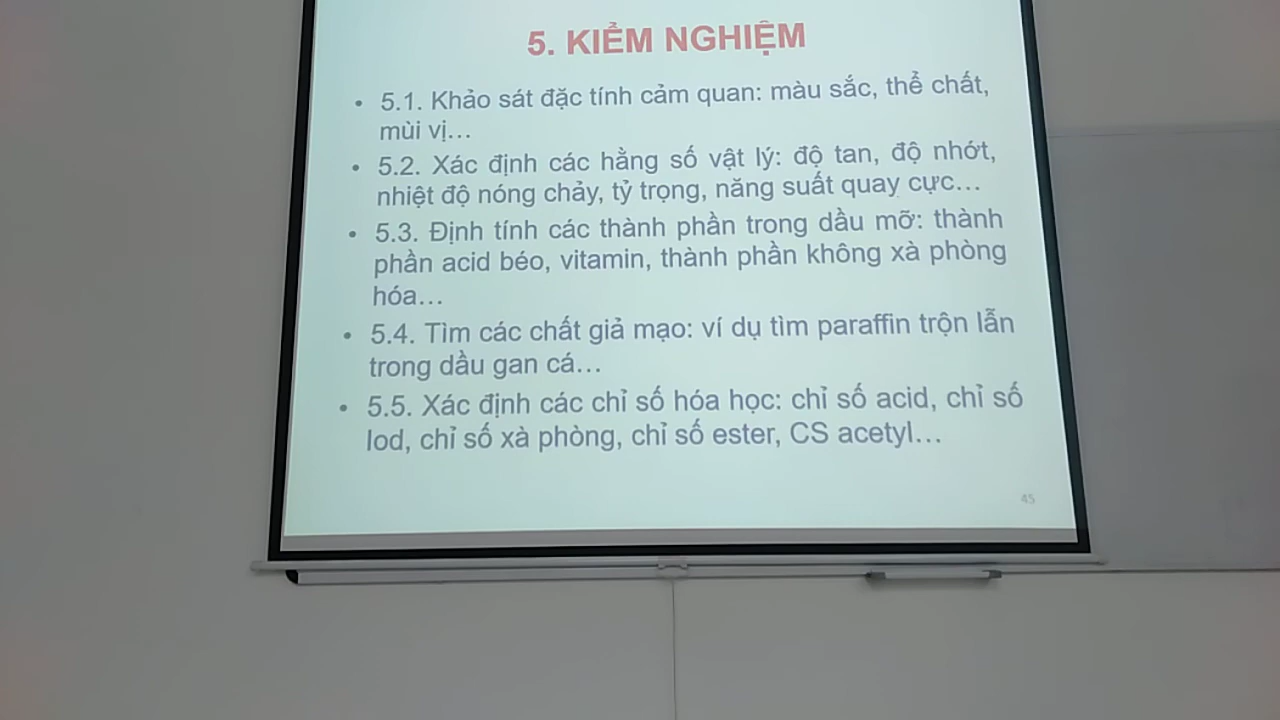 5. KIỂM NGHIỆM
• 5.1. Khảo sát đặc tính cảm quan: màu sắc, thể chất,
mùi vị...
• 5.2. Xác định các hằng số vật lý: độ tan, độ nhớt,
nhiệt độ nóng chảy, tỷ trọng, năng suất quay cực...
• 5.3. Định tính các thành phần trong dầu mỡ: thành
phần acid béo, vitamin, thành phần không xà phòng
hóa...
• 5.4. Tìm các chất giả mạo: ví dụ tìm paraffin trộn lẫn
trong dầu gan cá...
• 5.5. Xác định các chỉ số hóa học: chỉ số acid, chỉ số
Iod, chỉ số xà phòng, chỉ số ester, CS acetyl...
45